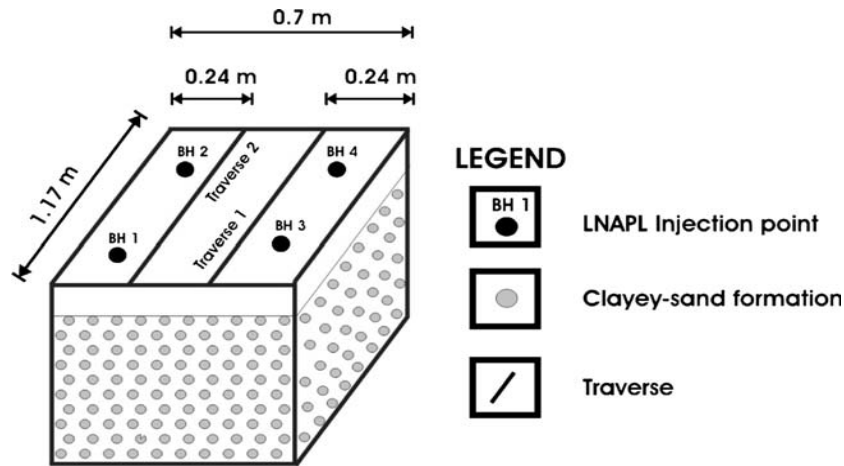 0.7 m
0.24 m
0.24 m
1.17 m
BH 2
BH 4
Traverse 2
Traverse 1
BH 1
BH 3
LEGEND
BH 1
LNAPL Injection point
Clayey-sand formation
Traverse